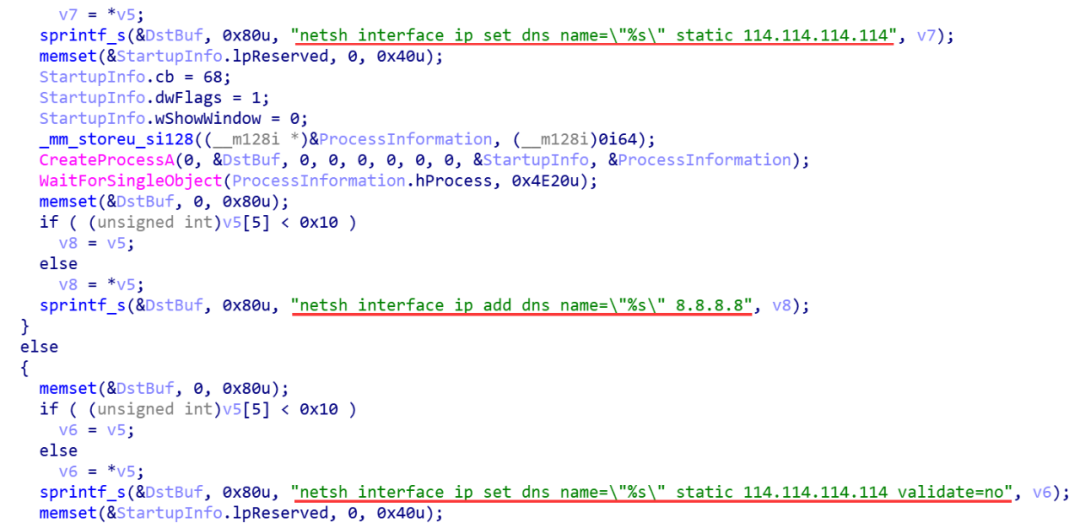 v7 = *v5;
sprintf_s(&DstBuf, 0x80u, "netsh interface ip set dns name=\"%s\" static 114.114.114.114", v7);
memset(&StartupInfo.lpReserved, 0, 0x40u);
StartupInfo.cb = 68;
StartupInfo.dwFlags = 1;
StartupInfo.wShowWindow = 0;
_mm_storeu_si128((__m128i *)&ProcessInformation, (__m128i)0i64);
CreateProcessA(0, &DstBuf, 0, 0, 0, 0, 0, 0, &StartupInfo, &ProcessInformation);
WaitForSingleObject(ProcessInformation.hProcess, 0x4E20u);
memset(&DstBuf, 0, 0x80u);
if ( (unsigned int)v5[5] < 0x10 )
v8 = v5;
else
v8 = *v5;
sprintf_s(&DstBuf, 0x80u, "netsh interface ip add dns name=\"%s\" 8.8.8.8", v8);
}
else
{
memset(&DstBuf, 0, 0x80u);
if ( (unsigned int)v5[5] < 0x10 )
v6 = v5;
else
v6 = *v5;
sprintf_s(&DstBuf, 0x80u, "netsh interface ip set dns name=\"%s\" static 114.114.114.114 validate=no", v6);
memset(&StartupInfo.lpReserved, 0, 0x40u);